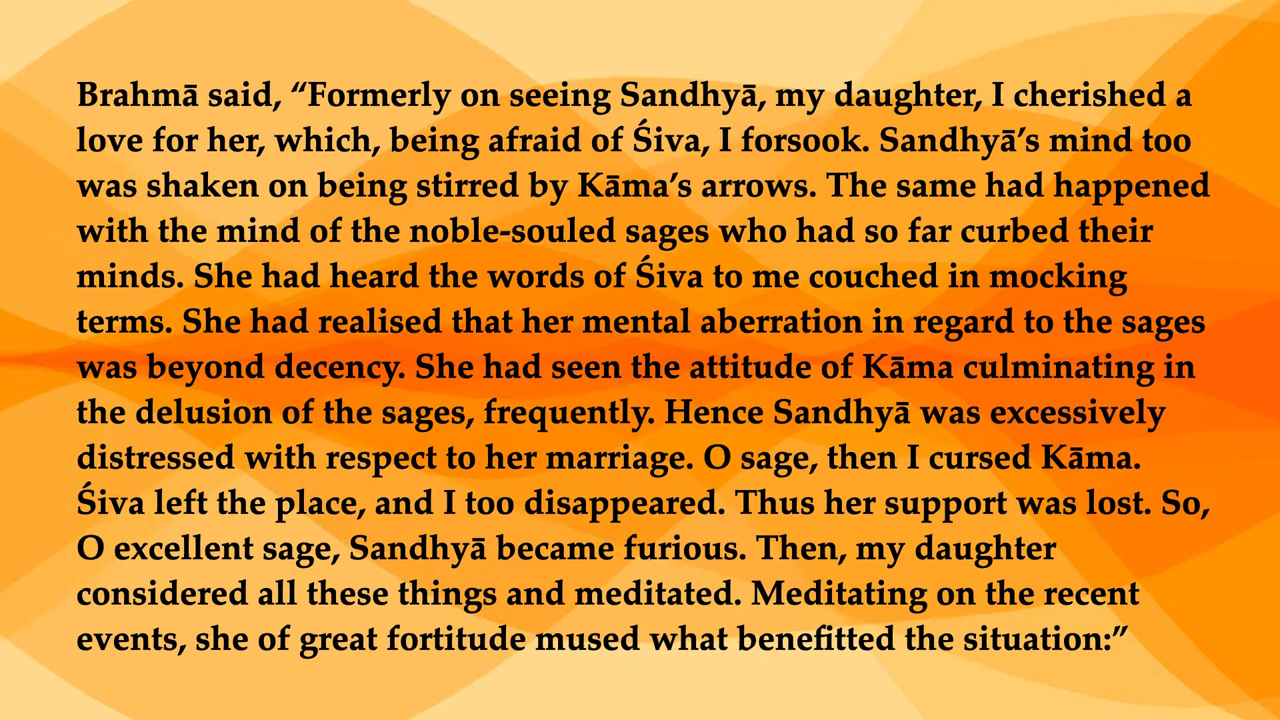 Brahmā said, “Formerly on seeing Sandhyā, my daughter, I cherished a
love for her, which, being afraid of Śiva, I forsook. Sandhyā’s mind too
was shaken on being stirred by Kāma’s arrows. The same had happened
with the mind of the noble-souled sages who had so far curbed their
minds. She had heard the words of Śiva to me couched in mocking
terms. She had realised that her mental aberration in regard to the sages
was beyond decency. She had seen the attitude of Kāma culminating in
the delusion of the sages, frequently. Hence Sandhyā was excessively
distressed with respect to her marriage. O sage, then I cursed Kāma.
Śiva left the place, and I too disappeared. Thus her support was lost. So,
O excellent sage, Sandhyā became furious. Then, my daughter
considered all these things and meditated. Meditating on the recent
events, she of great fortitude mused what benefitted the situation:”